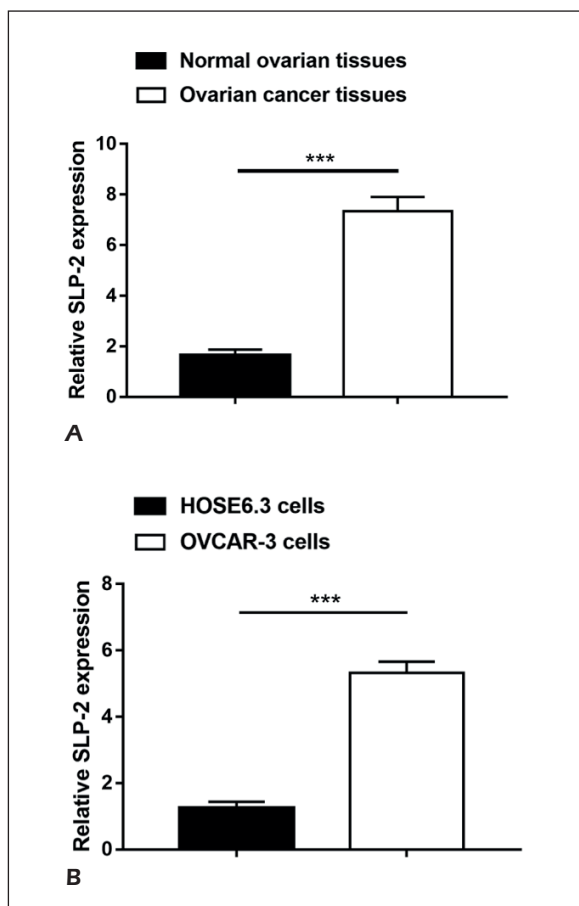 Normal ovarian tissues
Ovarian cancer tissues
Relative SLP-2 expression
10
8
6
4
2
0
***
A
HOSE6.3 cells
OVCAR-3 cells
Relative SLP-2 expression
8
6
4
2
0
***
B